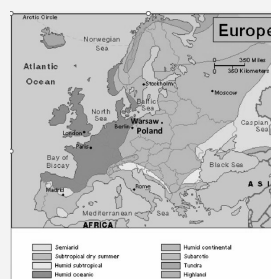 Arctic Circle
Europe
Norwegian
Sea
Atlantic
Ocean
0 350 Miles
0 350 Kilometers
Stockholm
Moscow
North
Sea
Baltic
Sea
Warsaw
Poland
Berlin
London
Paris
Caspian
Sea
Bay of
Biscay
Black Sea
Madrid
Rome
ASI
Mediterranean Sea
AFRICA
Semiarid
Subtropical dry summer
Humid subtropical
Humid oceanic
Humid continental
Subarctic
Tundra
Highland